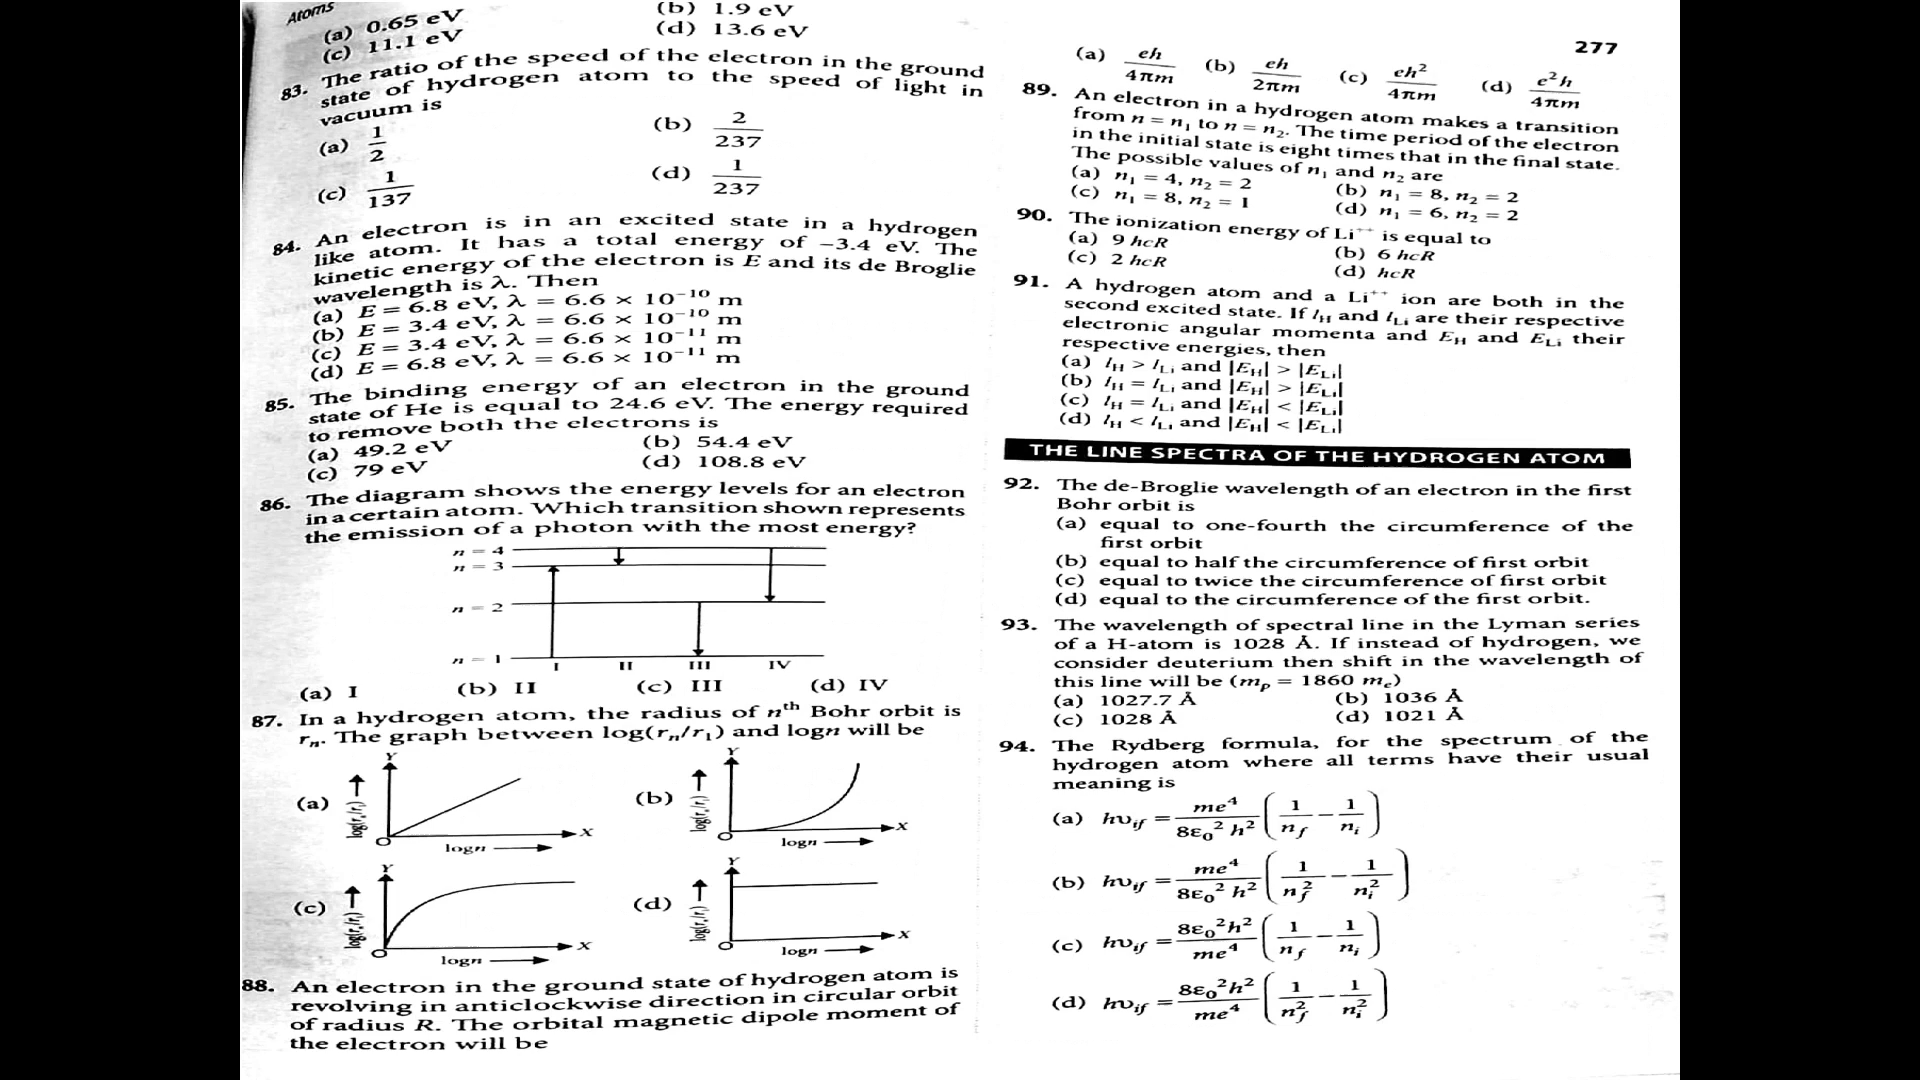 Atoms
(a) 0.65 eV (b) 1.9 eV
(c) 11.1 eV (d) 13.6 eV
83. The ratio of the speed of the electron in the ground
state of hydrogen atom to the speed of light in
vacuum is
(a) 1/2 (b) 2/237
(c) 1/137 (d) 1/237
84. An electron is in an excited state in a hydrogen
like atom. It has a total energy of −3.4 eV. The
kinetic energy of the electron is E and its de Broglie
wavelength is λ. Then
(a) E = 6.8 eV, λ = 6.6 × 10⁻¹⁰ m
(b) E = 3.4 eV, λ = 6.6 × 10⁻¹⁰ m
(c) E = 3.4 eV, λ = 6.6 × 10⁻¹¹ m
(d) E = 6.8 eV, λ = 6.6 × 10⁻¹¹ m
85. The binding energy of an electron in the ground
state of He is equal to 24.6 eV. The energy required
to remove both the electrons is
(a) 49.2 eV (b) 54.4 eV
(c) 79 eV (d) 108.8 eV
86. The diagram shows the energy levels for an electron
in a certain atom. Which transition shown represents
the emission of a photon with the most energy?
n = 4
n = 3
n = 2
n = 1
I II III IV
(a) I (b) II (c) III (d) IV
87. In a hydrogen atom, the radius of nᵗʰ Bohr orbit is
rₙ. The graph between log(rₙ/r₁) and logn will be
(a) Y log(rₙ/r₁) O logn X
(b) Y log(rₙ/r₁) O logn X
(c) Y log(rₙ/r₁) O logn X
(d) Y log(rₙ/r₁) O logn X
88. An electron in the ground state of hydrogen atom is
revolving in anticlockwise direction in circular orbit
of radius R. The orbital magnetic dipole moment of
the electron will be
277
(a) eh/4πm (b) eh/2πm (c) eh²/4πm (d) e²h/4πm
89. An electron in a hydrogen atom makes a transition
from n = n₁ to n = n₂. The time period of the electron
in the initial state is eight times that in the final state.
The possible values of n₁ and n₂ are
(a) n₁ = 4, n₂ = 2 (b) n₁ = 8, n₂ = 2
(c) n₁ = 8, n₂ = 1 (d) n₁ = 6, n₂ = 2
90. The ionization energy of Li⁺⁺ is equal to
(a) 9 hcR (b) 6 hcR
(c) 2 hcR (d) hcR
91. A hydrogen atom and a Li⁺⁺ ion are both in the
second excited state. If l_H and l_Li are their respective
electronic angular momenta and E_H and E_Li their
respective energies, then
(a) l_H > l_Li and |E_H| > |E_Li|
(b) l_H = l_Li and |E_H| > |E_Li|
(c) l_H = l_Li and |E_H| < |E_Li|
(d) l_H < l_Li and |E_H| < |E_Li|
THE LINE SPECTRA OF THE HYDROGEN ATOM
92. The de-Broglie wavelength of an electron in the first
Bohr orbit is
(a) equal to one-fourth the circumference of the
first orbit
(b) equal to half the circumference of first orbit
(c) equal to twice the circumference of first orbit
(d) equal to the circumference of the first orbit.
93. The wavelength of spectral line in the Lyman series
of a H-atom is 1028 Å. If instead of hydrogen, we
consider deuterium then shift in the wavelength of
this line will be (mₚ = 1860 mₑ)
(a) 1027.7 Å (b) 1036 Å
(c) 1028 Å (d) 1021 Å
94. The Rydberg formula, for the spectrum of the
hydrogen atom where all terms have their usual
meaning is
(a) hυ_if = me⁴/8ε₀² h² (1/n_f − 1/n_i)
(b) hυ_if = me⁴/8ε₀² h² (1/n_f² − 1/n_i²)
(c) hυ_if = 8ε₀²h²/me⁴ (1/n_f − 1/n_i)
(d) hυ_if = 8ε₀²h²/me⁴ (1/n_f² − 1/n_i²)